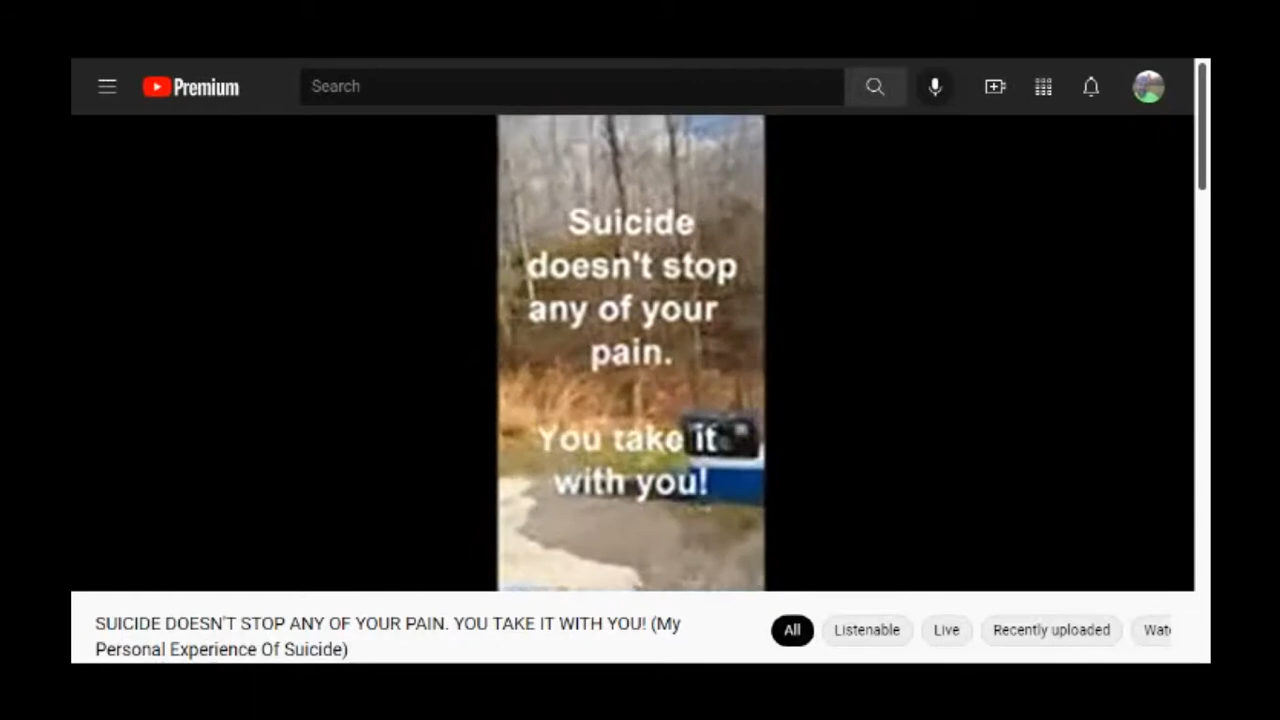 Premium
Search
Suicide
doesn't stop
any of your
pain.
You take it
with you!
SUICIDE DOESN'T STOP ANY OF YOUR PAIN. YOU TAKE IT WITH YOU! (My
Personal Experience Of Suicide)
All
Listenable
Live
Recently uploaded